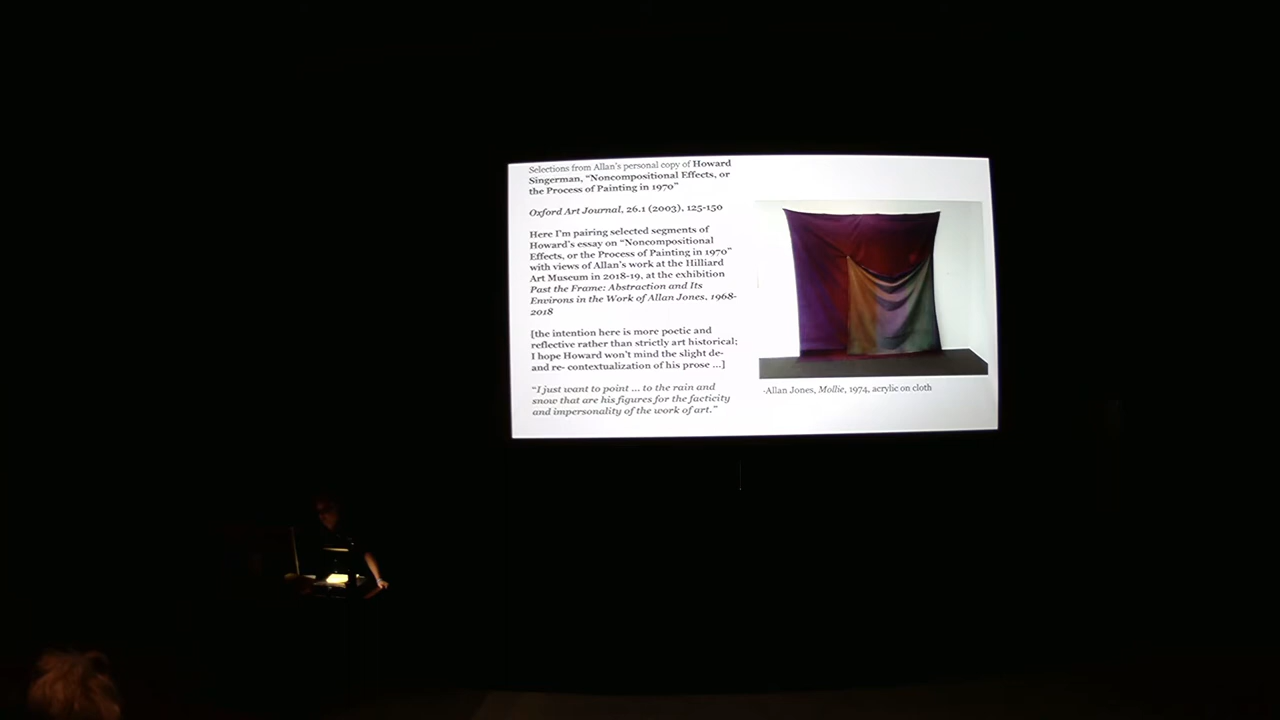 Selections from Allan's personal copy of Howard
Singerman, "Noncompositional Effects, or
the Process of Painting in 1970"
Oxford Art Journal, 26.1 (2003), 125-150
Here I'm pairing selected segments of
Howard's essay on "Noncompositional
Effects, or the Process of Painting in 1970"
with views of Allan's work at the Hilliard
Art Museum in 2018-19, at the exhibition
Past the Frame: Abstraction and Its
Environs in the Work of Allan Jones, 1968-
2018
[the intention here is more poetic and
reflective rather than strictly art historical;
I hope Howard won't mind the slight de-
and re- contextualization of his prose ...]
"I just want to point ... to the rain and
snow that are his figures for the facticity
and impersonality of the work of art."
-Allan Jones, Mollie, 1974, acrylic on cloth